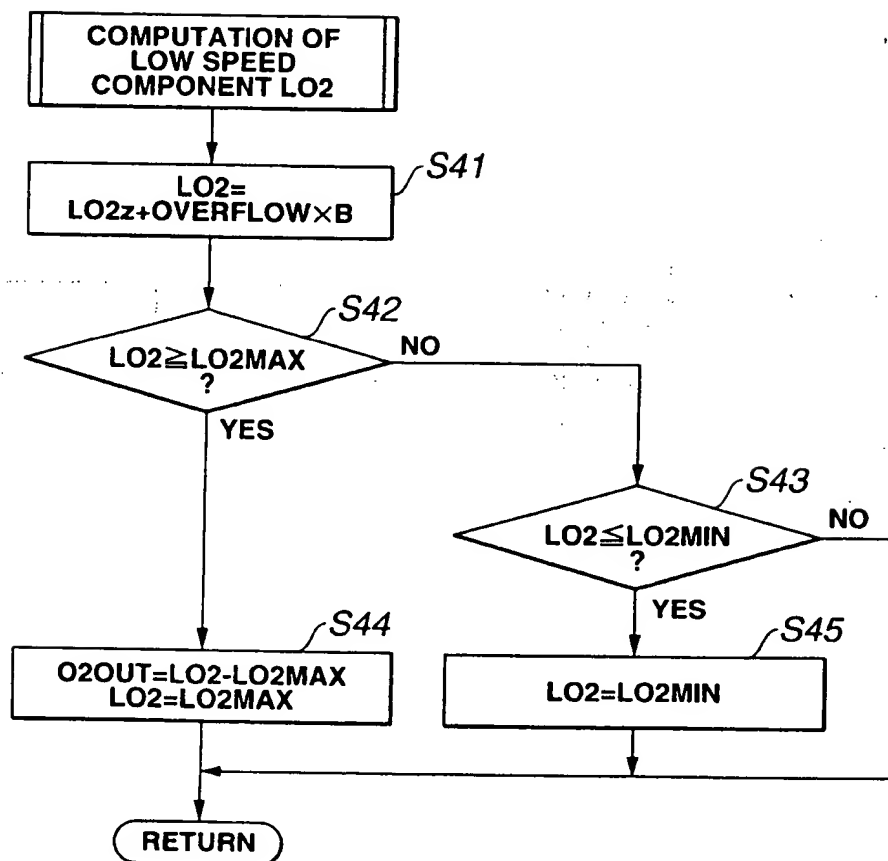 COMPUTATION OF
LOW SPEED
COMPONENT LO2
S41
LO2=
LO2z+OVERFLOW×B
S42
LO2≧LO2MAX
?
NO
YES
S43
LO2≦LO2MIN
?
NO
YES
S44
O2OUT=LO2-LO2MAX
LO2=LO2MAX
S45
LO2=LO2MIN
RETURN